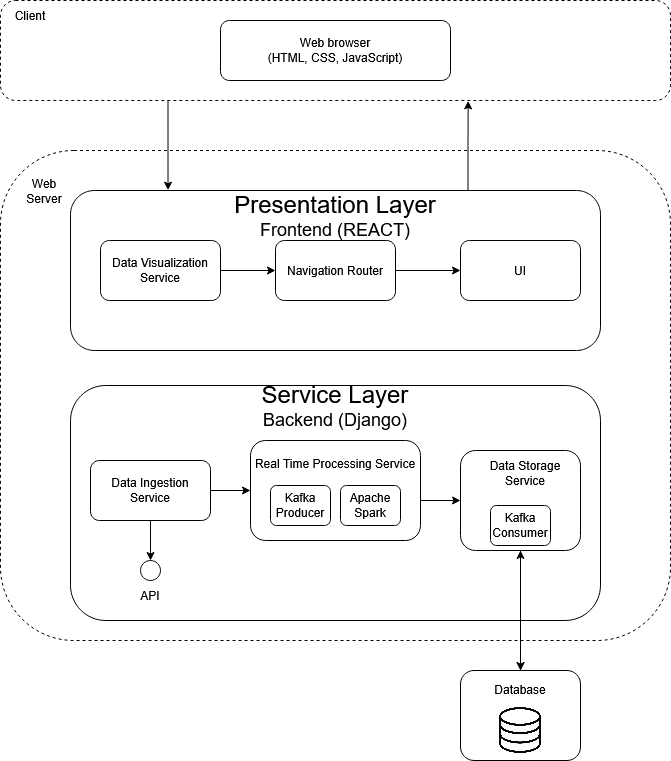 Client
Web browser
(HTML, CSS, JavaScript)
Web
Server
Presentation Layer
Frontend (REACT)
Data Visualization
Service
Navigation Router
UI
Service Layer
Backend (Django)
Data Ingestion
Service
API
Real Time Processing Service
Kafka
Producer
Apache
Spark
Data Storage
Service
Kafka
Consumer
Database